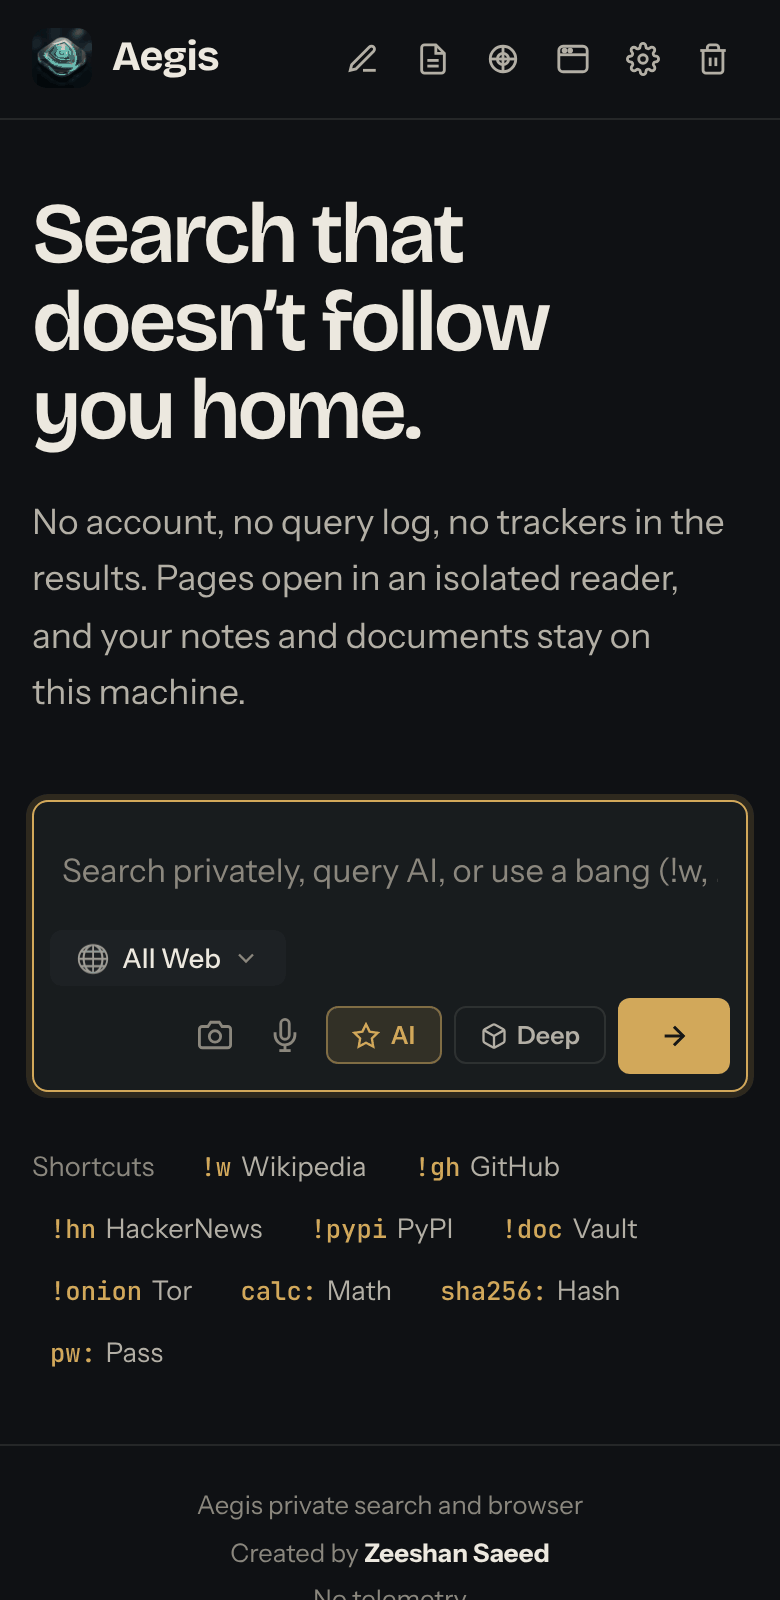 Aegis
Search that
doesn’t follow
you home.
No account, no query log, no trackers in the
results. Pages open in an isolated reader,
and your notes and documents stay on
this machine.
Search privately, query AI, or use a bang (!w,
All Web
AI
Deep
Shortcuts !w Wikipedia !gh GitHub
!hn HackerNews !pypi PyPI !doc Vault
!onion Tor calc: Math sha256: Hash
pw: Pass
Aegis private search and browser
Created by Zeeshan Saeed
No telemetry